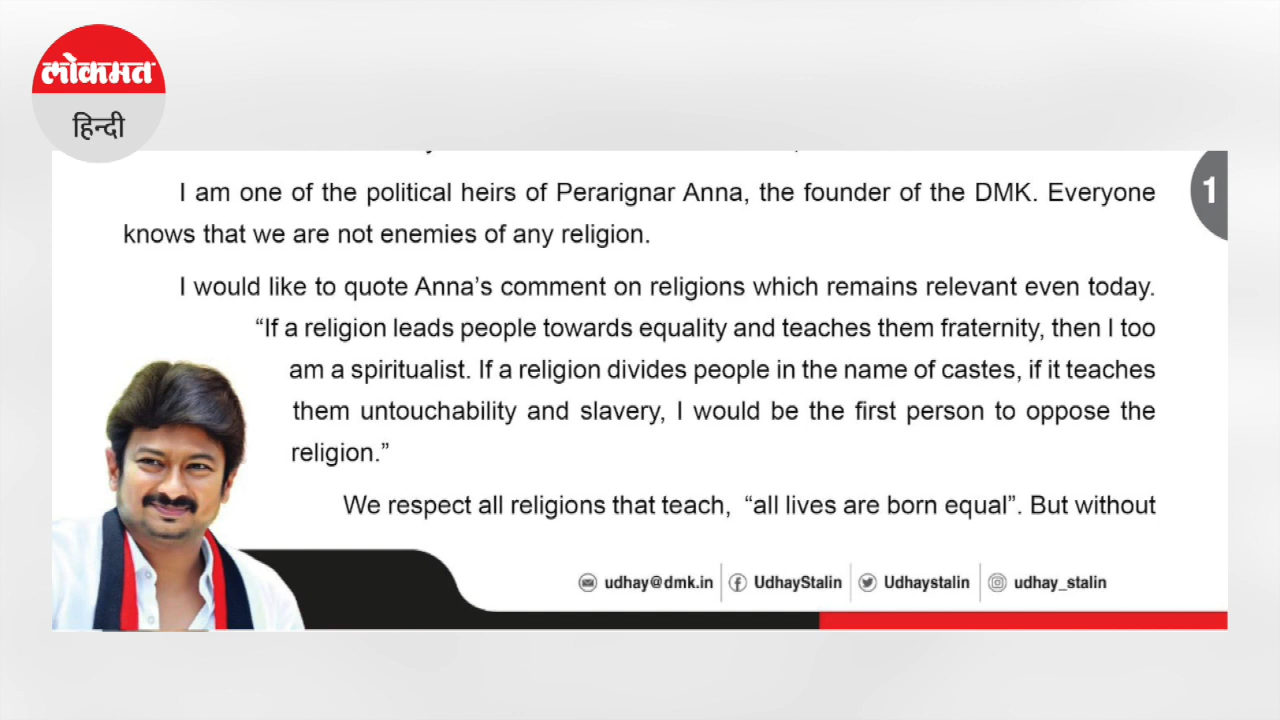 लोकमत
हिन्दी
I am one of the political heirs of Perarignar Anna, the founder of the DMK. Everyone
1
knows that we are not enemies of any religion.
I would like to quote Anna’s comment on religions which remains relevant even today.
“If a religion leads people towards equality and teaches them fraternity, then I too
am a spiritualist. If a religion divides people in the name of castes, if it teaches
them untouchability and slavery, I would be the first person to oppose the
religion.”
We respect all religions that teach, “all lives are born equal”. But without
udhay@dmk.in UdhayStalin Udhaystalin udhay_stalin